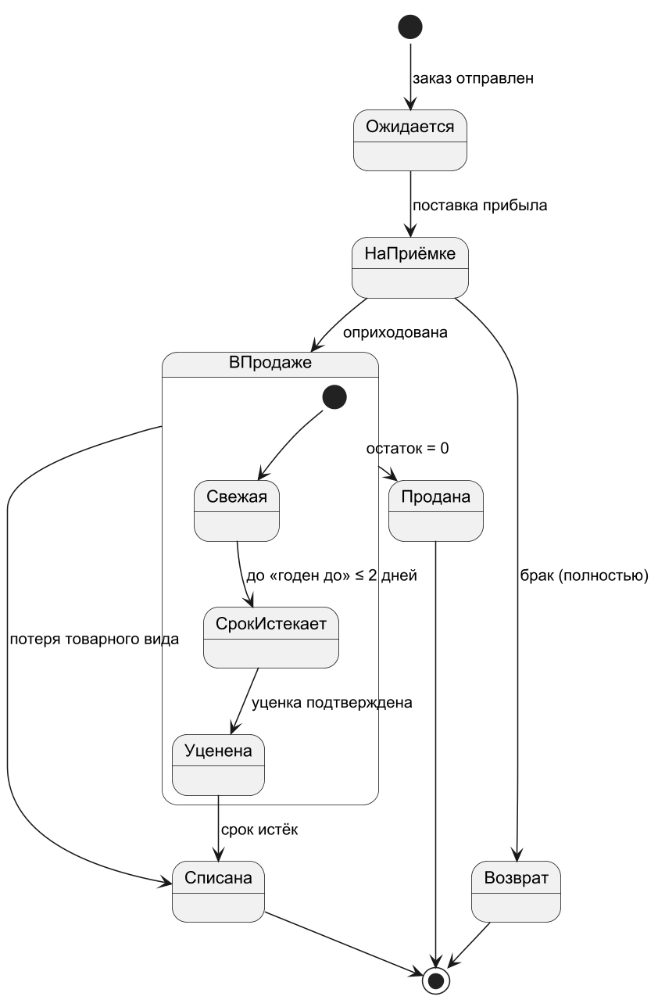 заказ отправлен
Ожидается
поставка прибыла
НаПриёмке
оприходована
ВПродаже
остаток = 0
Свежая
Продана
до «годен до» ≤ 2 дней
брак (полностью)
СрокИстекает
потеря товарного вида
уценка подтверждена
Уценена
срок истёк
Списана
Возврат